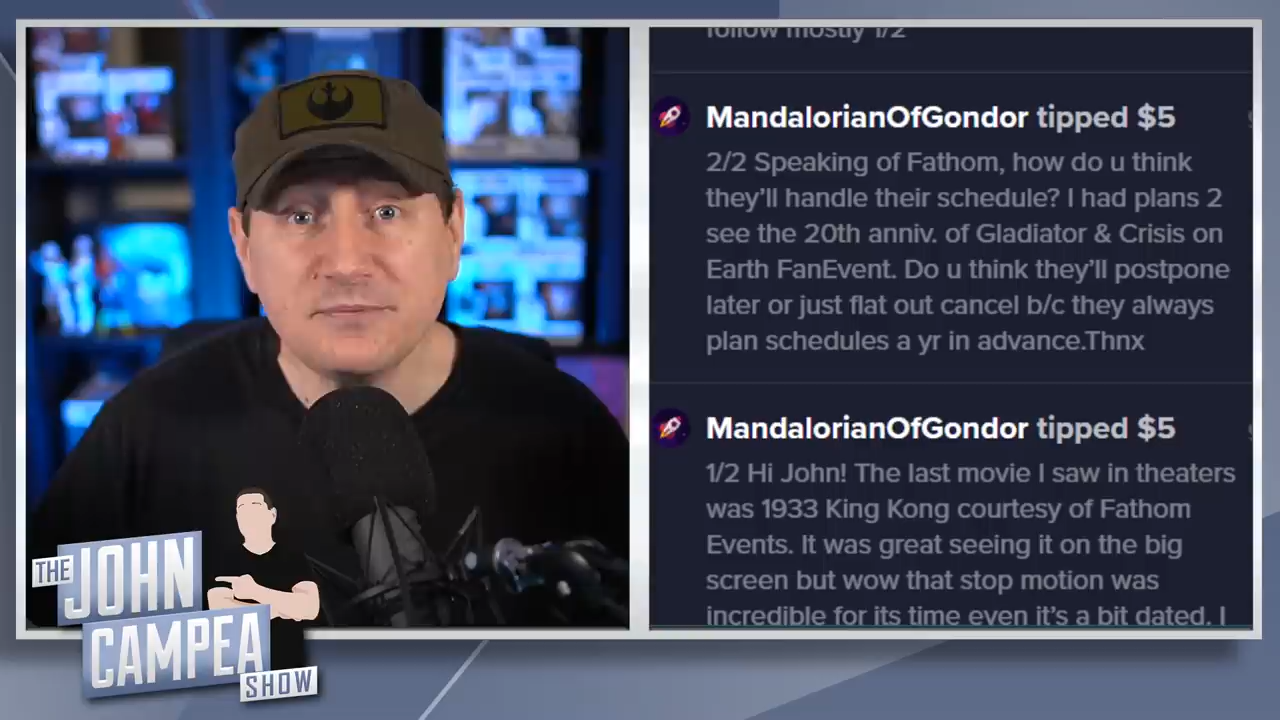 follow mostly 1/2
MandalorianOfGondor tipped $5
2/2 Speaking of Fathom, how do u think
they'll handle their schedule? I had plans 2
see the 20th anniv. of Gladiator & Crisis on
Earth FanEvent. Do u think they'll postpone
later or just flat out cancel b/c they always
plan schedules a yr in advance.Thnx
MandalorianOfGondor tipped $5
1/2 Hi John! The last movie I saw in theaters
was 1933 King Kong courtesy of Fathom
Events. It was great seeing it on the big
screen but wow that stop motion was
incredible for its time even it's a bit dated. I
THE JOHN
CAMPEA
SHOW